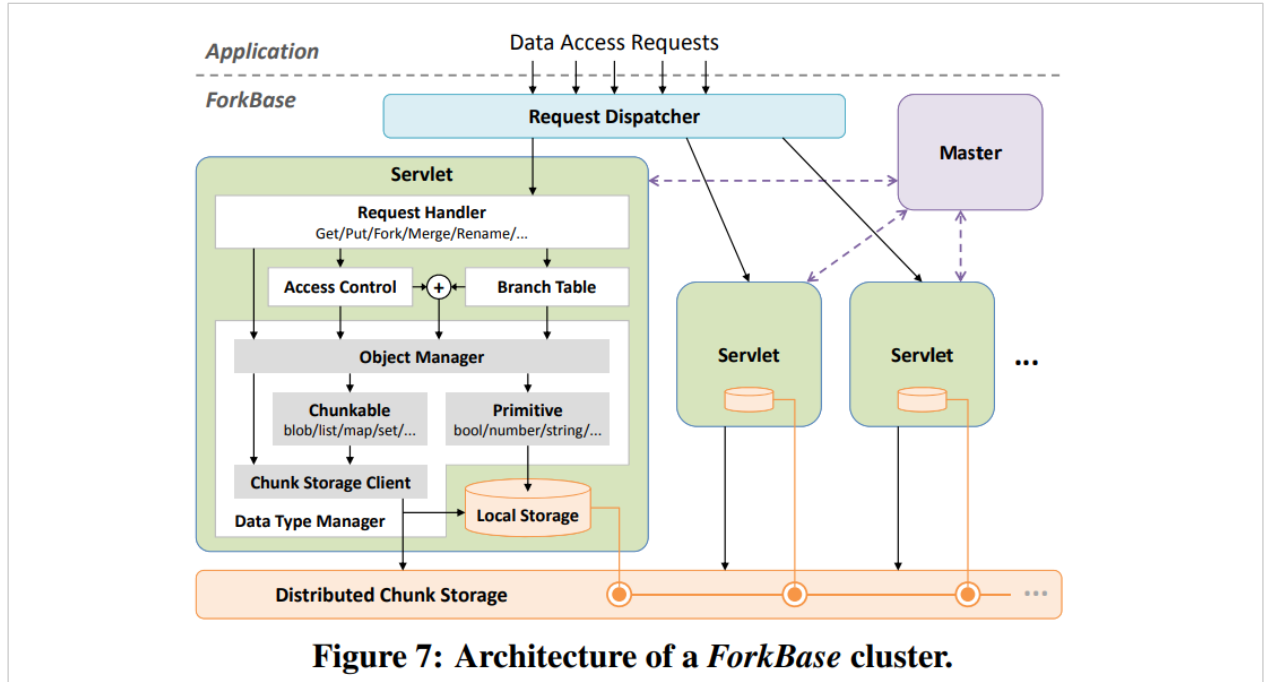 Application
Data Access Requests
ForkBase
Request Dispatcher
Master
Servlet
Request Handler
Get/Put/Fork/Merge/Rename/...
Access Control
+
Branch Table
Object Manager
Chunkable
blob/list/map/set/...
Primitive
bool/number/string/...
Chunk Storage Client
Data Type Manager
Local Storage
Servlet
Servlet
...
Distributed Chunk Storage
...
Figure 7: Architecture of a ForkBase cluster.